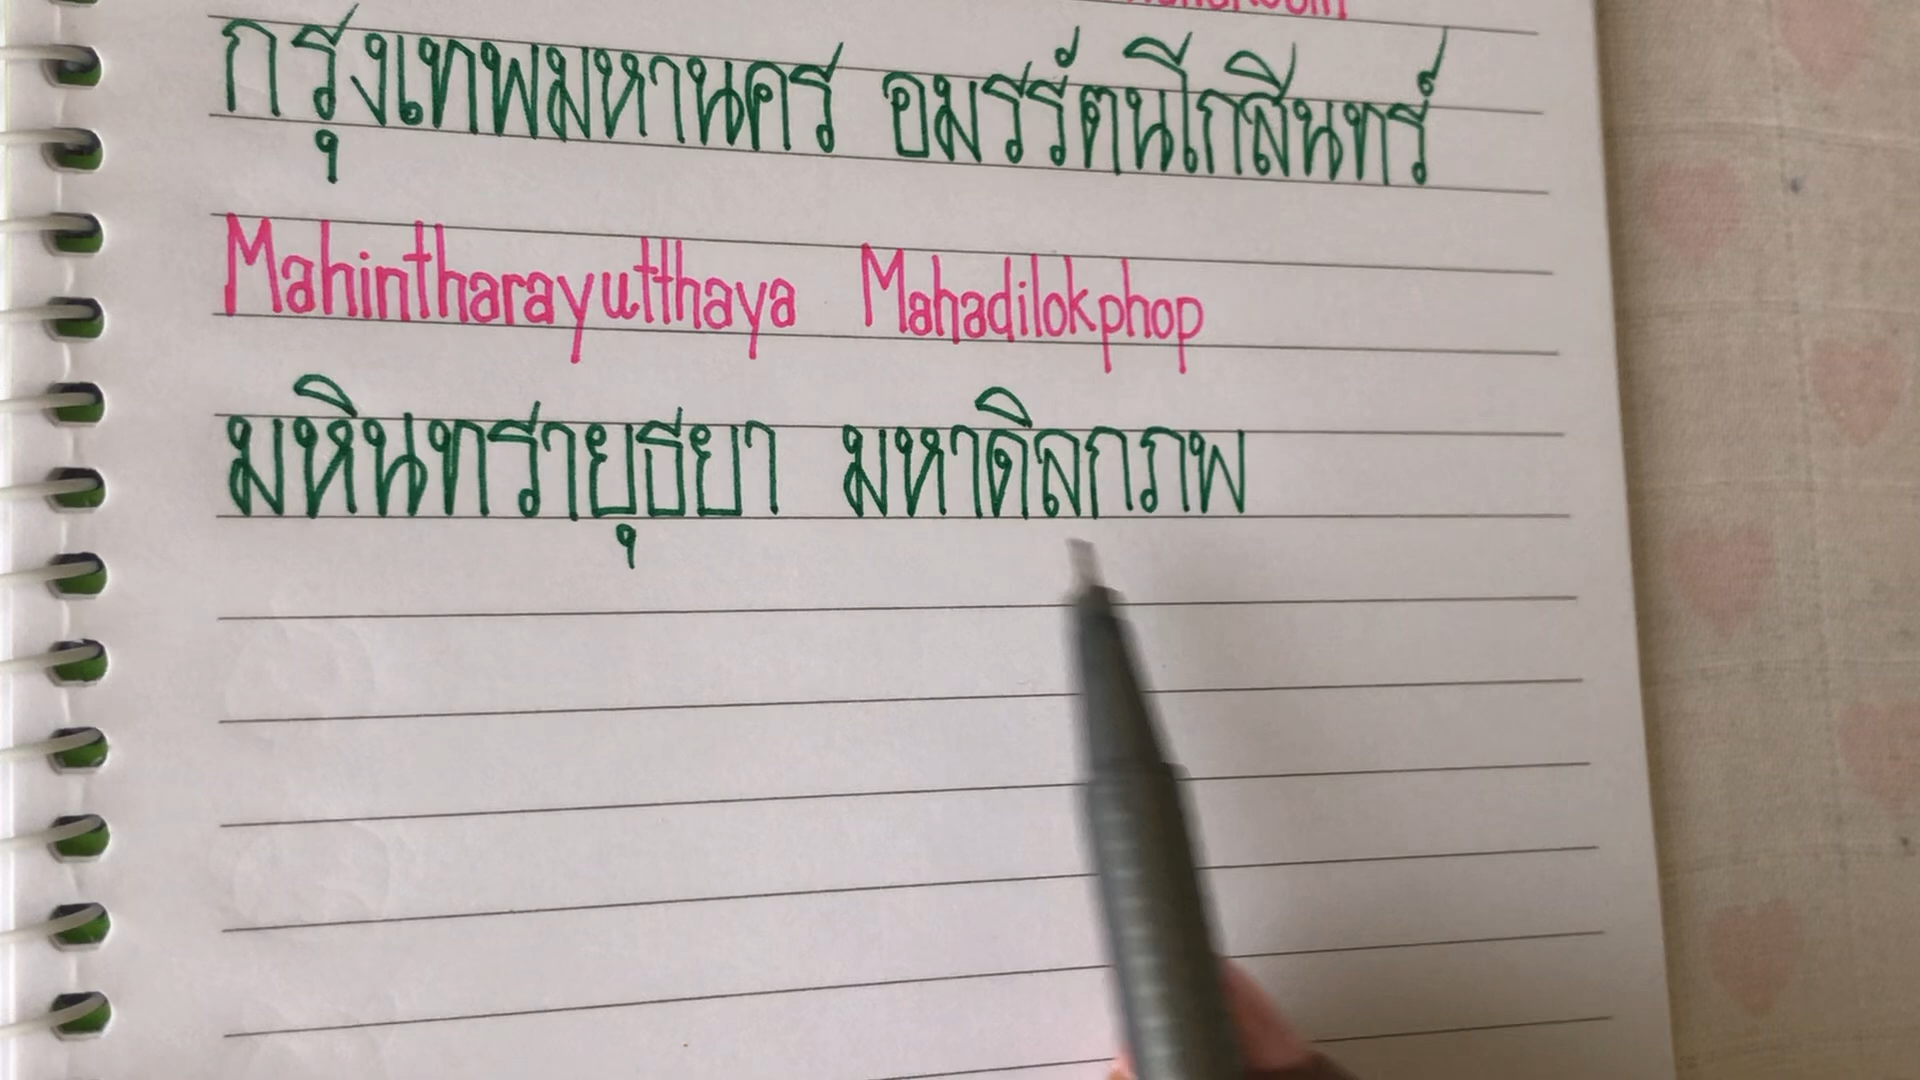 กรุงเทพมหานคร อมรรัตนโกสินทร์
Mahintharayutthaya Mahadilokphop
มหินทรายุธยา มหาดิลกภพ